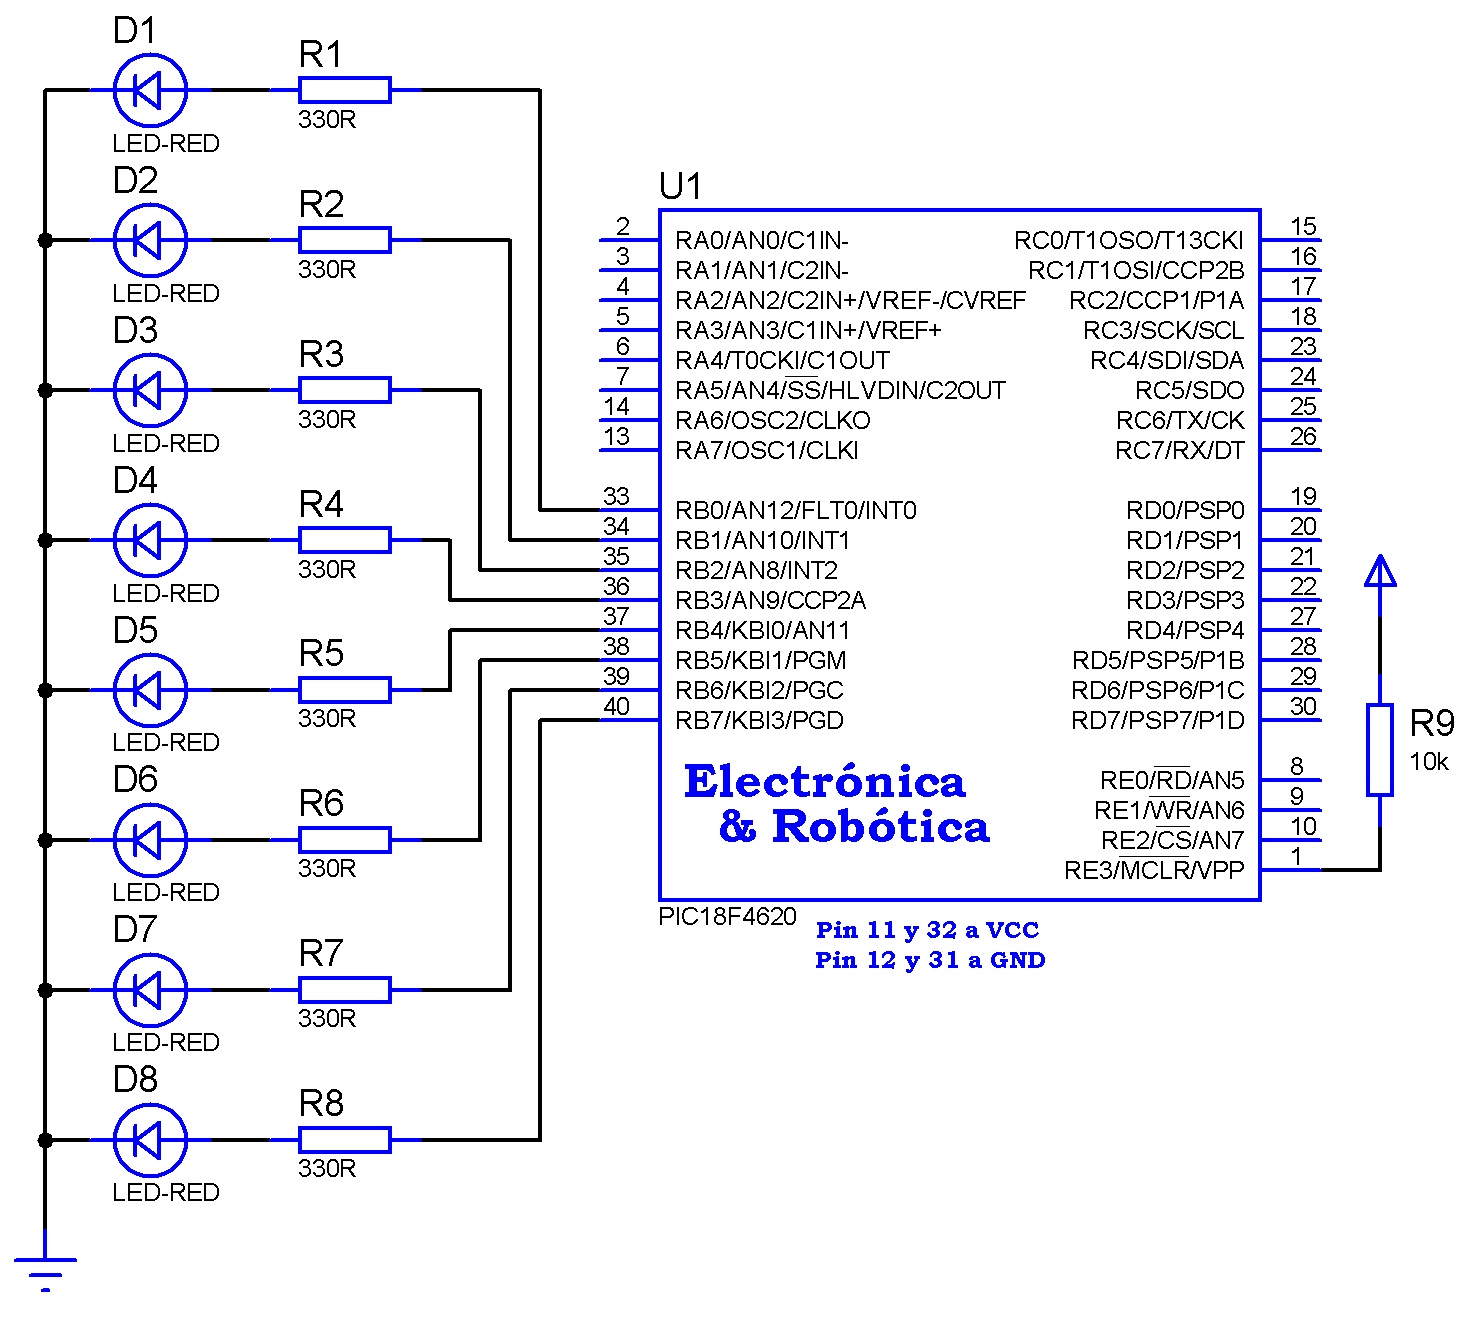 D1
R1
330R
LED-RED
D2
R2
330R
LED-RED
D3
R3
330R
LED-RED
D4
R4
330R
LED-RED
D5
R5
330R
LED-RED
D6
R6
330R
LED-RED
D7
R7
330R
LED-RED
D8
R8
330R
LED-RED
U1
2 RA0/AN0/C1IN- RC0/T1OSO/T13CKI 15
3 RA1/AN1/C2IN- RC1/T1OSI/CCP2B 16
4 RA2/AN2/C2IN+/VREF-/CVREF RC2/CCP1/P1A 17
5 RA3/AN3/C1IN+/VREF+ RC3/SCK/SCL 18
6 RA4/T0CKI/C1OUT RC4/SDI/SDA 23
7 RA5/AN4/SS/HLVDIN/C2OUT RC5/SDO 24
14 RA6/OSC2/CLKO RC6/TX/CK 25
13 RA7/OSC1/CLKI RC7/RX/DT 26
33 RB0/AN12/FLT0/INT0 RD0/PSP0 19
34 RB1/AN10/INT1 RD1/PSP1 20
35 RB2/AN8/INT2 RD2/PSP2 21
36 RB3/AN9/CCP2A RD3/PSP3 22
37 RB4/KBI0/AN11 RD4/PSP4 27
38 RB5/KBI1/PGM RD5/PSP5/P1B 28
39 RB6/KBI2/PGC RD6/PSP6/P1C 29
40 RB7/KBI3/PGD RD7/PSP7/P1D 30
RE0/RD/AN5 8
RE1/WR/AN6 9
RE2/CS/AN7 10
RE3/MCLR/VPP 1
Electrónica
& Robótica
PIC18F4620
Pin 11 y 32 a VCC
Pin 12 y 31 a GND
R9
10k